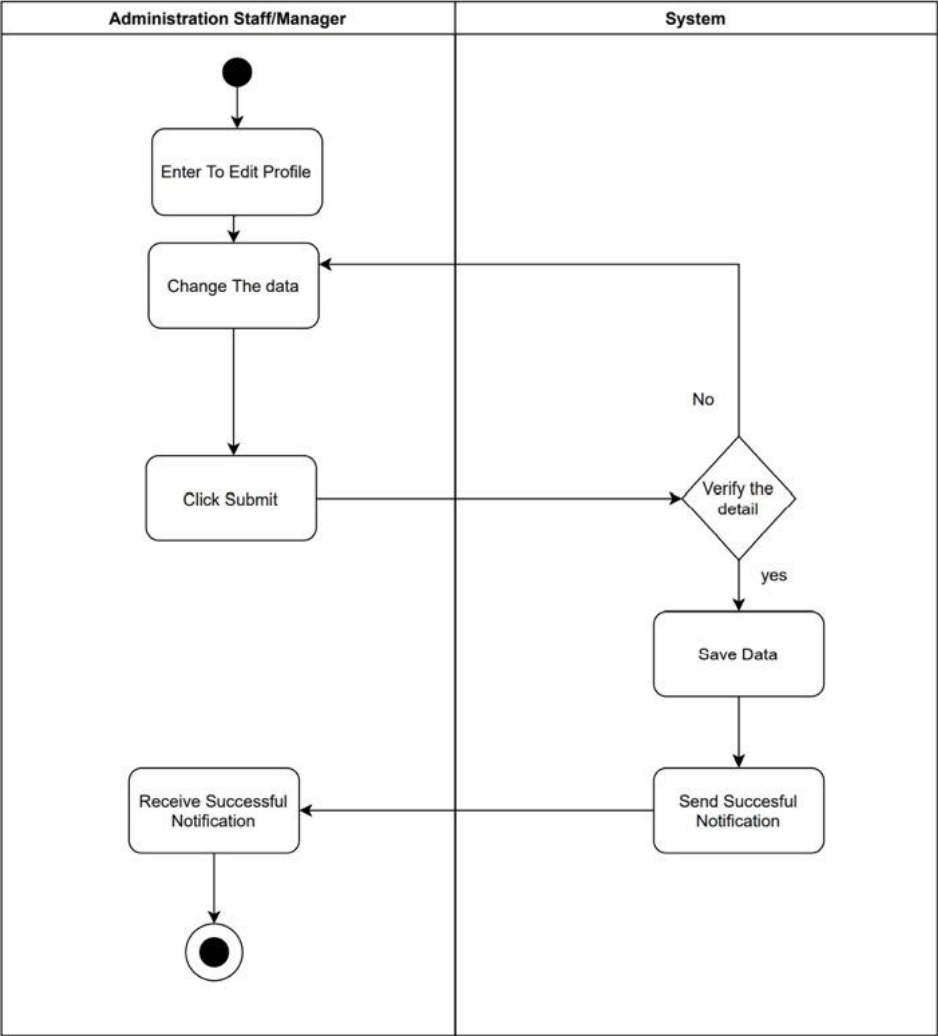 Administration Staff/Manager
System
Enter To Edit Profile
Change The data
No
Click Submit
Verify the
detail
yes
Save Data
Receive Successful
Notification
Send Succesful
Notification